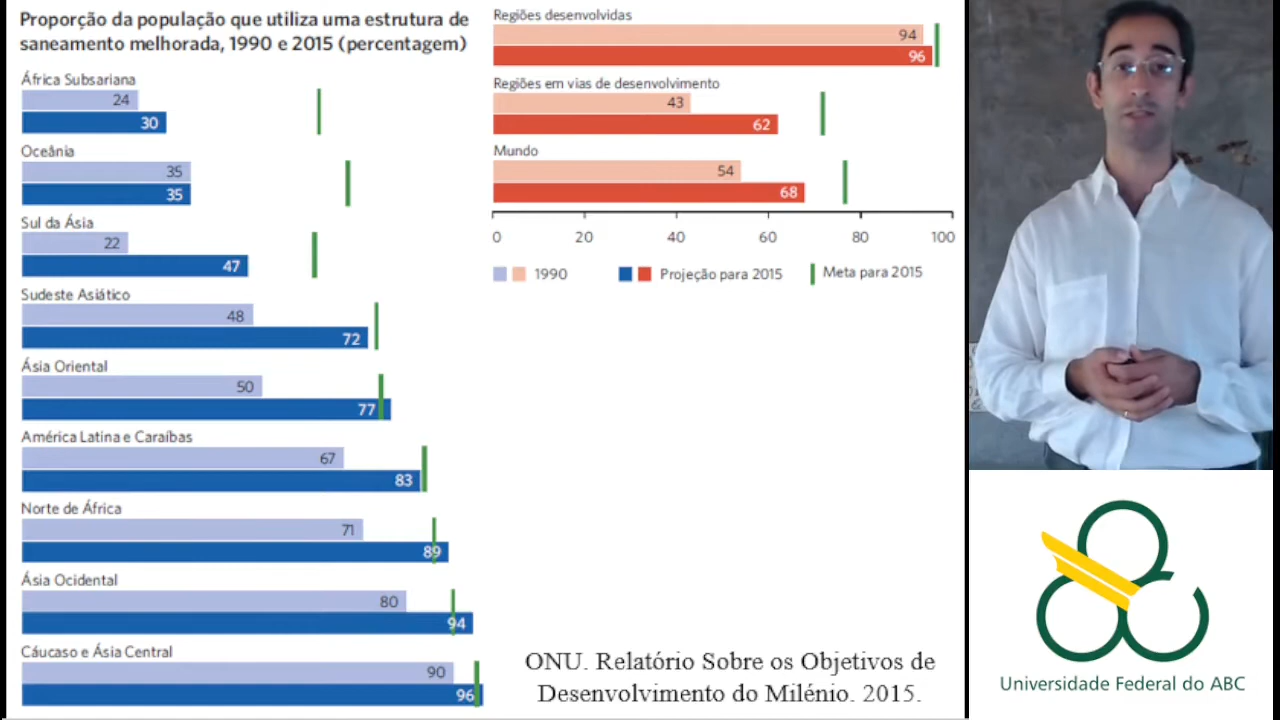 Proporção da população que utiliza uma estrutura de
saneamento melhorada, 1990 e 2015 (percentagem)
África Subsariana
24
30
Oceânia
35
35
Sul da Ásia
22
47
Sudeste Asiático
48
72
Ásia Oriental
50
77
América Latina e Caraíbas
67
83
Norte de África
71
89
Ásia Ocidental
80
94
Cáucaso e Ásia Central
90
96
Regiões desenvolvidas
94
96
Regiões em vias de desenvolvimento
43
62
Mundo
54
68
0 20 40 60 80 100
1990 Projeção para 2015 Meta para 2015
ONU. Relatório Sobre os Objetivos de
Desenvolvimento do Milénio. 2015.
Universidade Federal do ABC